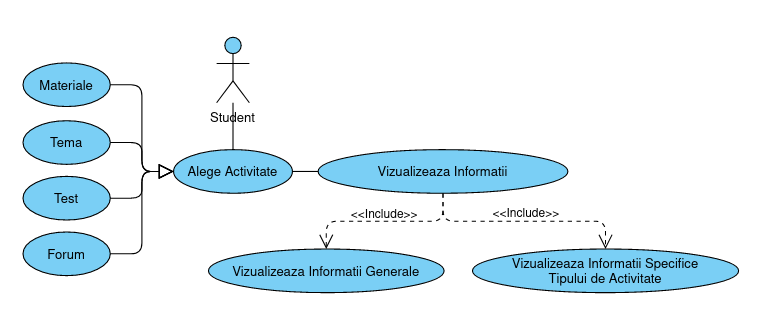 Materiale
Student
Tema
Alege Activitate
Vizualizeaza Informatii
Test
<<Include>>
<<Include>>
Forum
Vizualizeaza Informatii Generale
Vizualizeaza Informatii Specifice
Tipului de Activitate